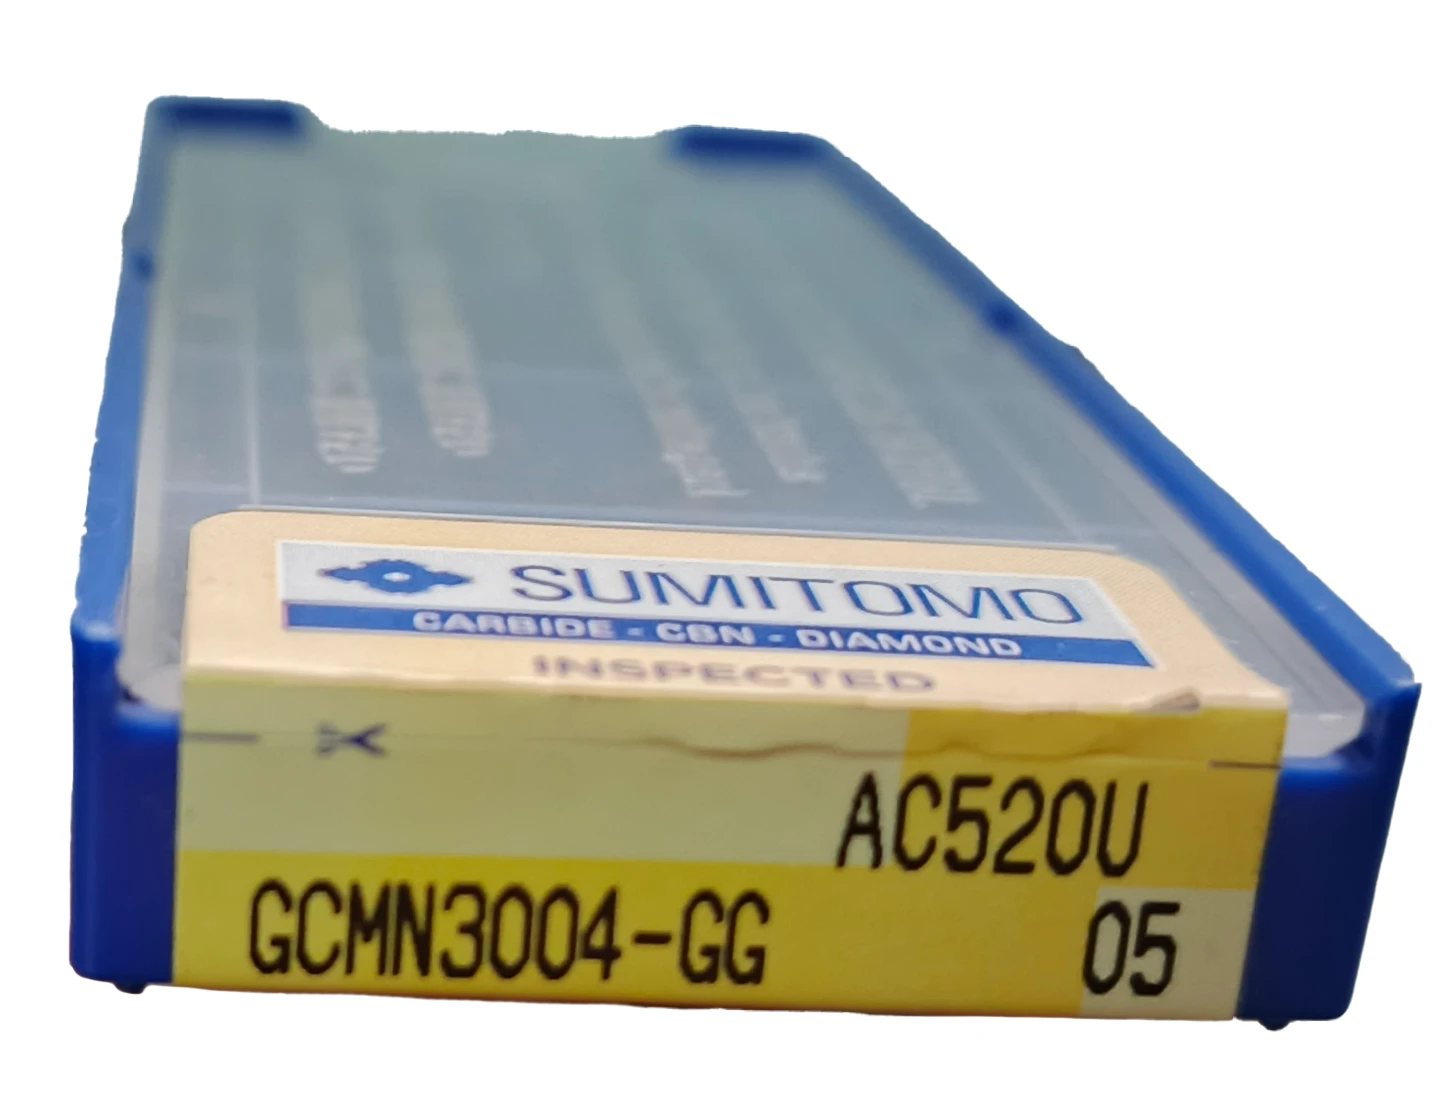 SUMITOMO
CARBIDE - CBN - DIAMOND
INSPECTED
AC520U
GCMN3004-GG
05